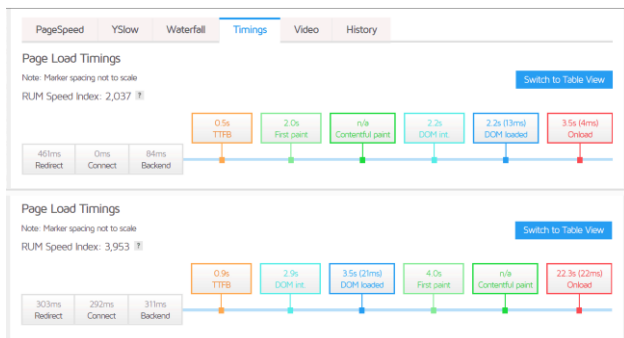 PageSpeed YSlow Waterfall Timings Video History
Page Load Timings
Note: Marker spacing not to scale
Switch to Table View
RUM Speed Index: 2,037 ?
0.5s 2.0s n/a 2.2s 2.2s (13ms) 3.5s (4ms)
TTFB First paint Contentful paint DOM int. DOM loaded Onload
461ms 0ms 84ms
Redirect Connect Backend
Page Load Timings
Note: Marker spacing not to scale
Switch to Table View
RUM Speed Index: 3,953 ?
0.9s 2.9s 3.5s (21ms) 4.0s n/a 22.3s (22ms)
TTFB DOM int. DOM loaded First paint Contentful paint Onload
303ms 292ms 311ms
Redirect Connect Backend